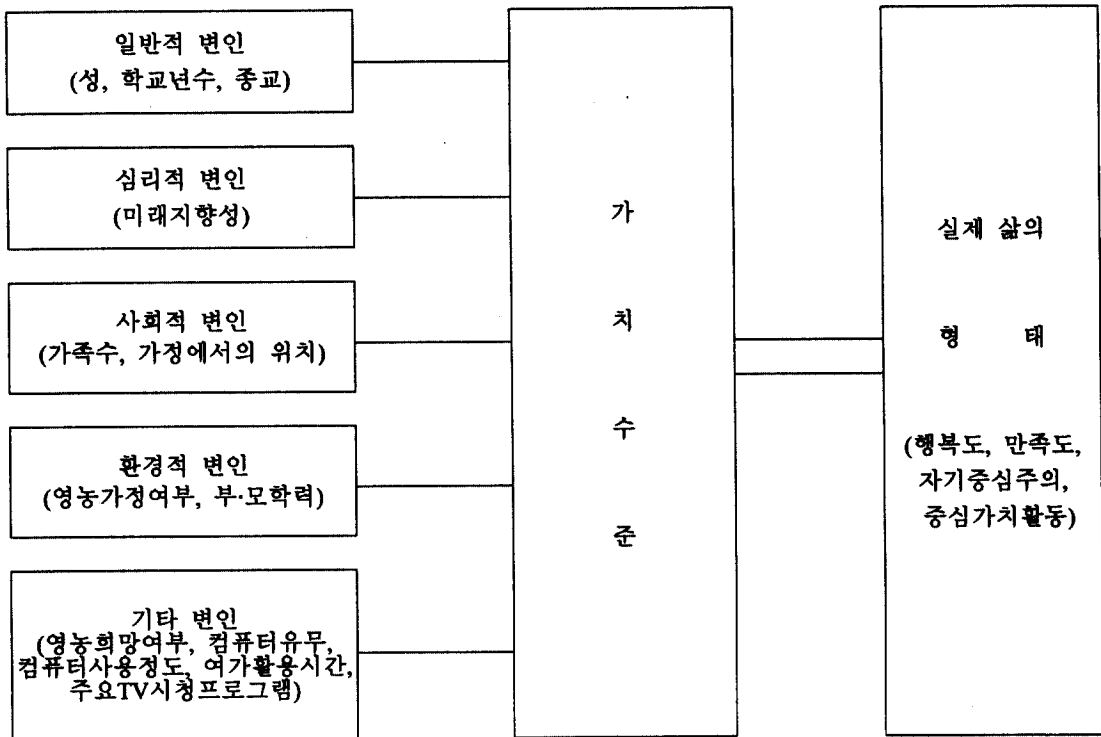 일반적 변인
(성, 학교년수, 종교)
심리적 변인
(미래지향성)
사회적 변인
(가족수, 가정에서의 위치)
환경적 변인
(영농가정여부, 부·모학력)
기타 변인
(영농희망여부, 컴퓨터유무,
컴퓨터사용정도, 여가활용시간,
주요TV시청프로그램)
가
치
수
준
실제 삶의
형 태
(행복도, 만족도,
자기중심주의,
중심가치활동)